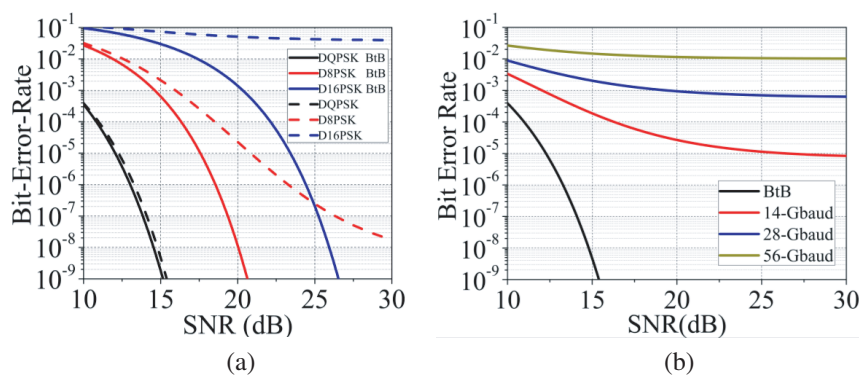 10⁻¹
10⁻²
10⁻³
10⁻⁴
10⁻⁵
10⁻⁶
10⁻⁷
10⁻⁸
10⁻⁹
Bit-Error-Rate
DQPSK BtB
D8PSK BtB
D16PSK BtB
DQPSK
D8PSK
D16PSK
10 15 20 25 30
SNR (dB)
(a)
10⁻¹
10⁻²
10⁻³
10⁻⁴
10⁻⁵
10⁻⁶
10⁻⁷
10⁻⁸
10⁻⁹
Bit Error Rate
BtB
14-Gbaud
28-Gbaud
56-Gbaud
10 15 20 25 30
SNR(dB)
(b)